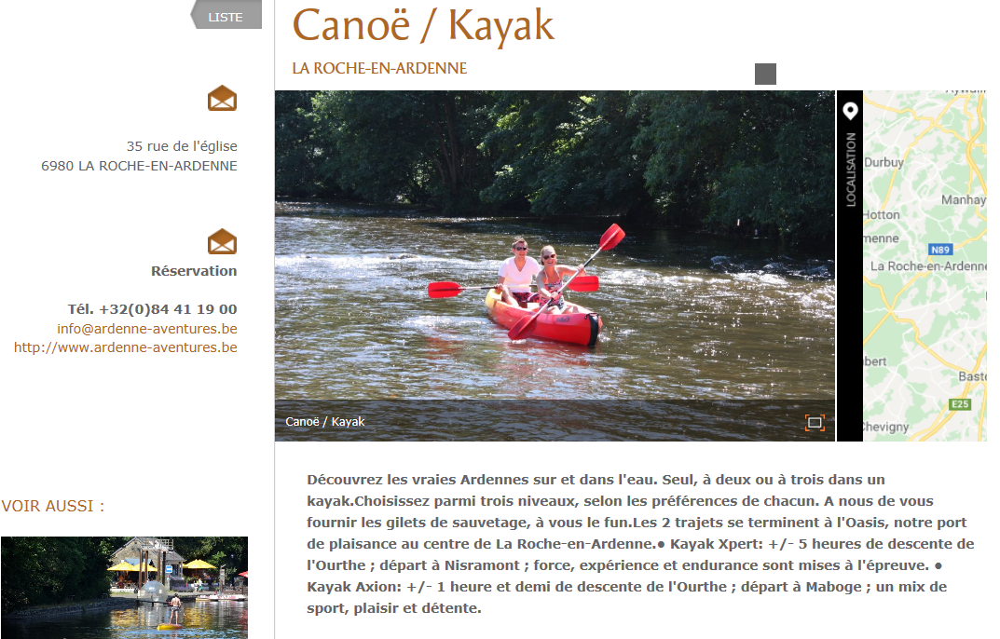 LISTE
Canoë / Kayak
LA ROCHE-EN-ARDENNE
35 rue de l'église
6980 LA ROCHE-EN-ARDENNE
Réservation
Tél. +32(0)84 41 19 00
info@ardenne-aventures.be
http://www.ardenne-aventures.be
VOIR AUSSI :
Canoë / Kayak
LOCALISATION
Durbuy
Manhay
Hotton
menne
N89
La Roche-en-Ardenne
bert
Basto
E25
Chevigny
Découvrez les vraies Ardennes sur et dans l'eau. Seul, à deux ou à trois dans un
kayak.Choisissez parmi trois niveaux, selon les préférences de chacun. A nous de vous
fournir les gilets de sauvetage, à vous le fun.Les 2 trajets se terminent à l'Oasis, notre port
de plaisance au centre de La Roche-en-Ardenne.● Kayak Xpert: +/- 5 heures de descente de
l'Ourthe ; départ à Nisramont ; force, expérience et endurance sont mises à l'épreuve. ●
Kayak Axion: +/- 1 heure et demi de descente de l'Ourthe ; départ à Maboge ; un mix de
sport, plaisir et détente.